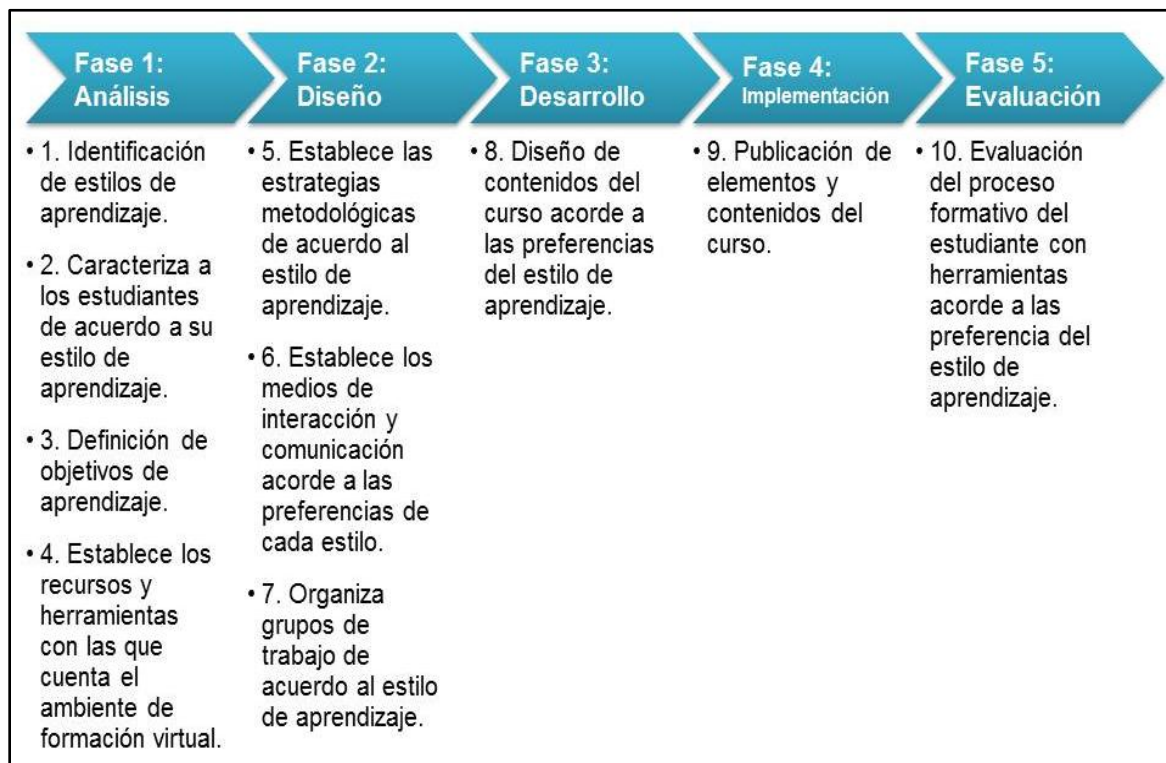 Fase 1:
Análisis
Fase 2:
Diseño
Fase 3:
Desarrollo
Fase 4:
Implementación
Fase 5:
Evaluación
• 1. Identificación
de estilos de
aprendizaje.
• 2. Caracteriza a
los estudiantes
de acuerdo a su
estilo de
aprendizaje.
• 3. Definición de
objetivos de
aprendizaje.
• 4. Establece los
recursos y
herramientas
con las que
cuenta el
ambiente de
formación virtual.
• 5. Establece las
estrategias
metodológicas
de acuerdo al
estilo de
aprendizaje.
• 6. Establece los
medios de
interacción y
comunicación
acorde a las
preferencias de
cada estilo.
• 7. Organiza
grupos de
trabajo de
acuerdo al estilo
de aprendizaje.
• 8. Diseño de
contenidos del
curso acorde a
las preferencias
del estilo de
aprendizaje.
• 9. Publicación de
elementos y
contenidos del
curso.
• 10. Evaluación
del proceso
formativo del
estudiante con
herramientas
acorde a las
preferencia del
estilo de
aprendizaje.